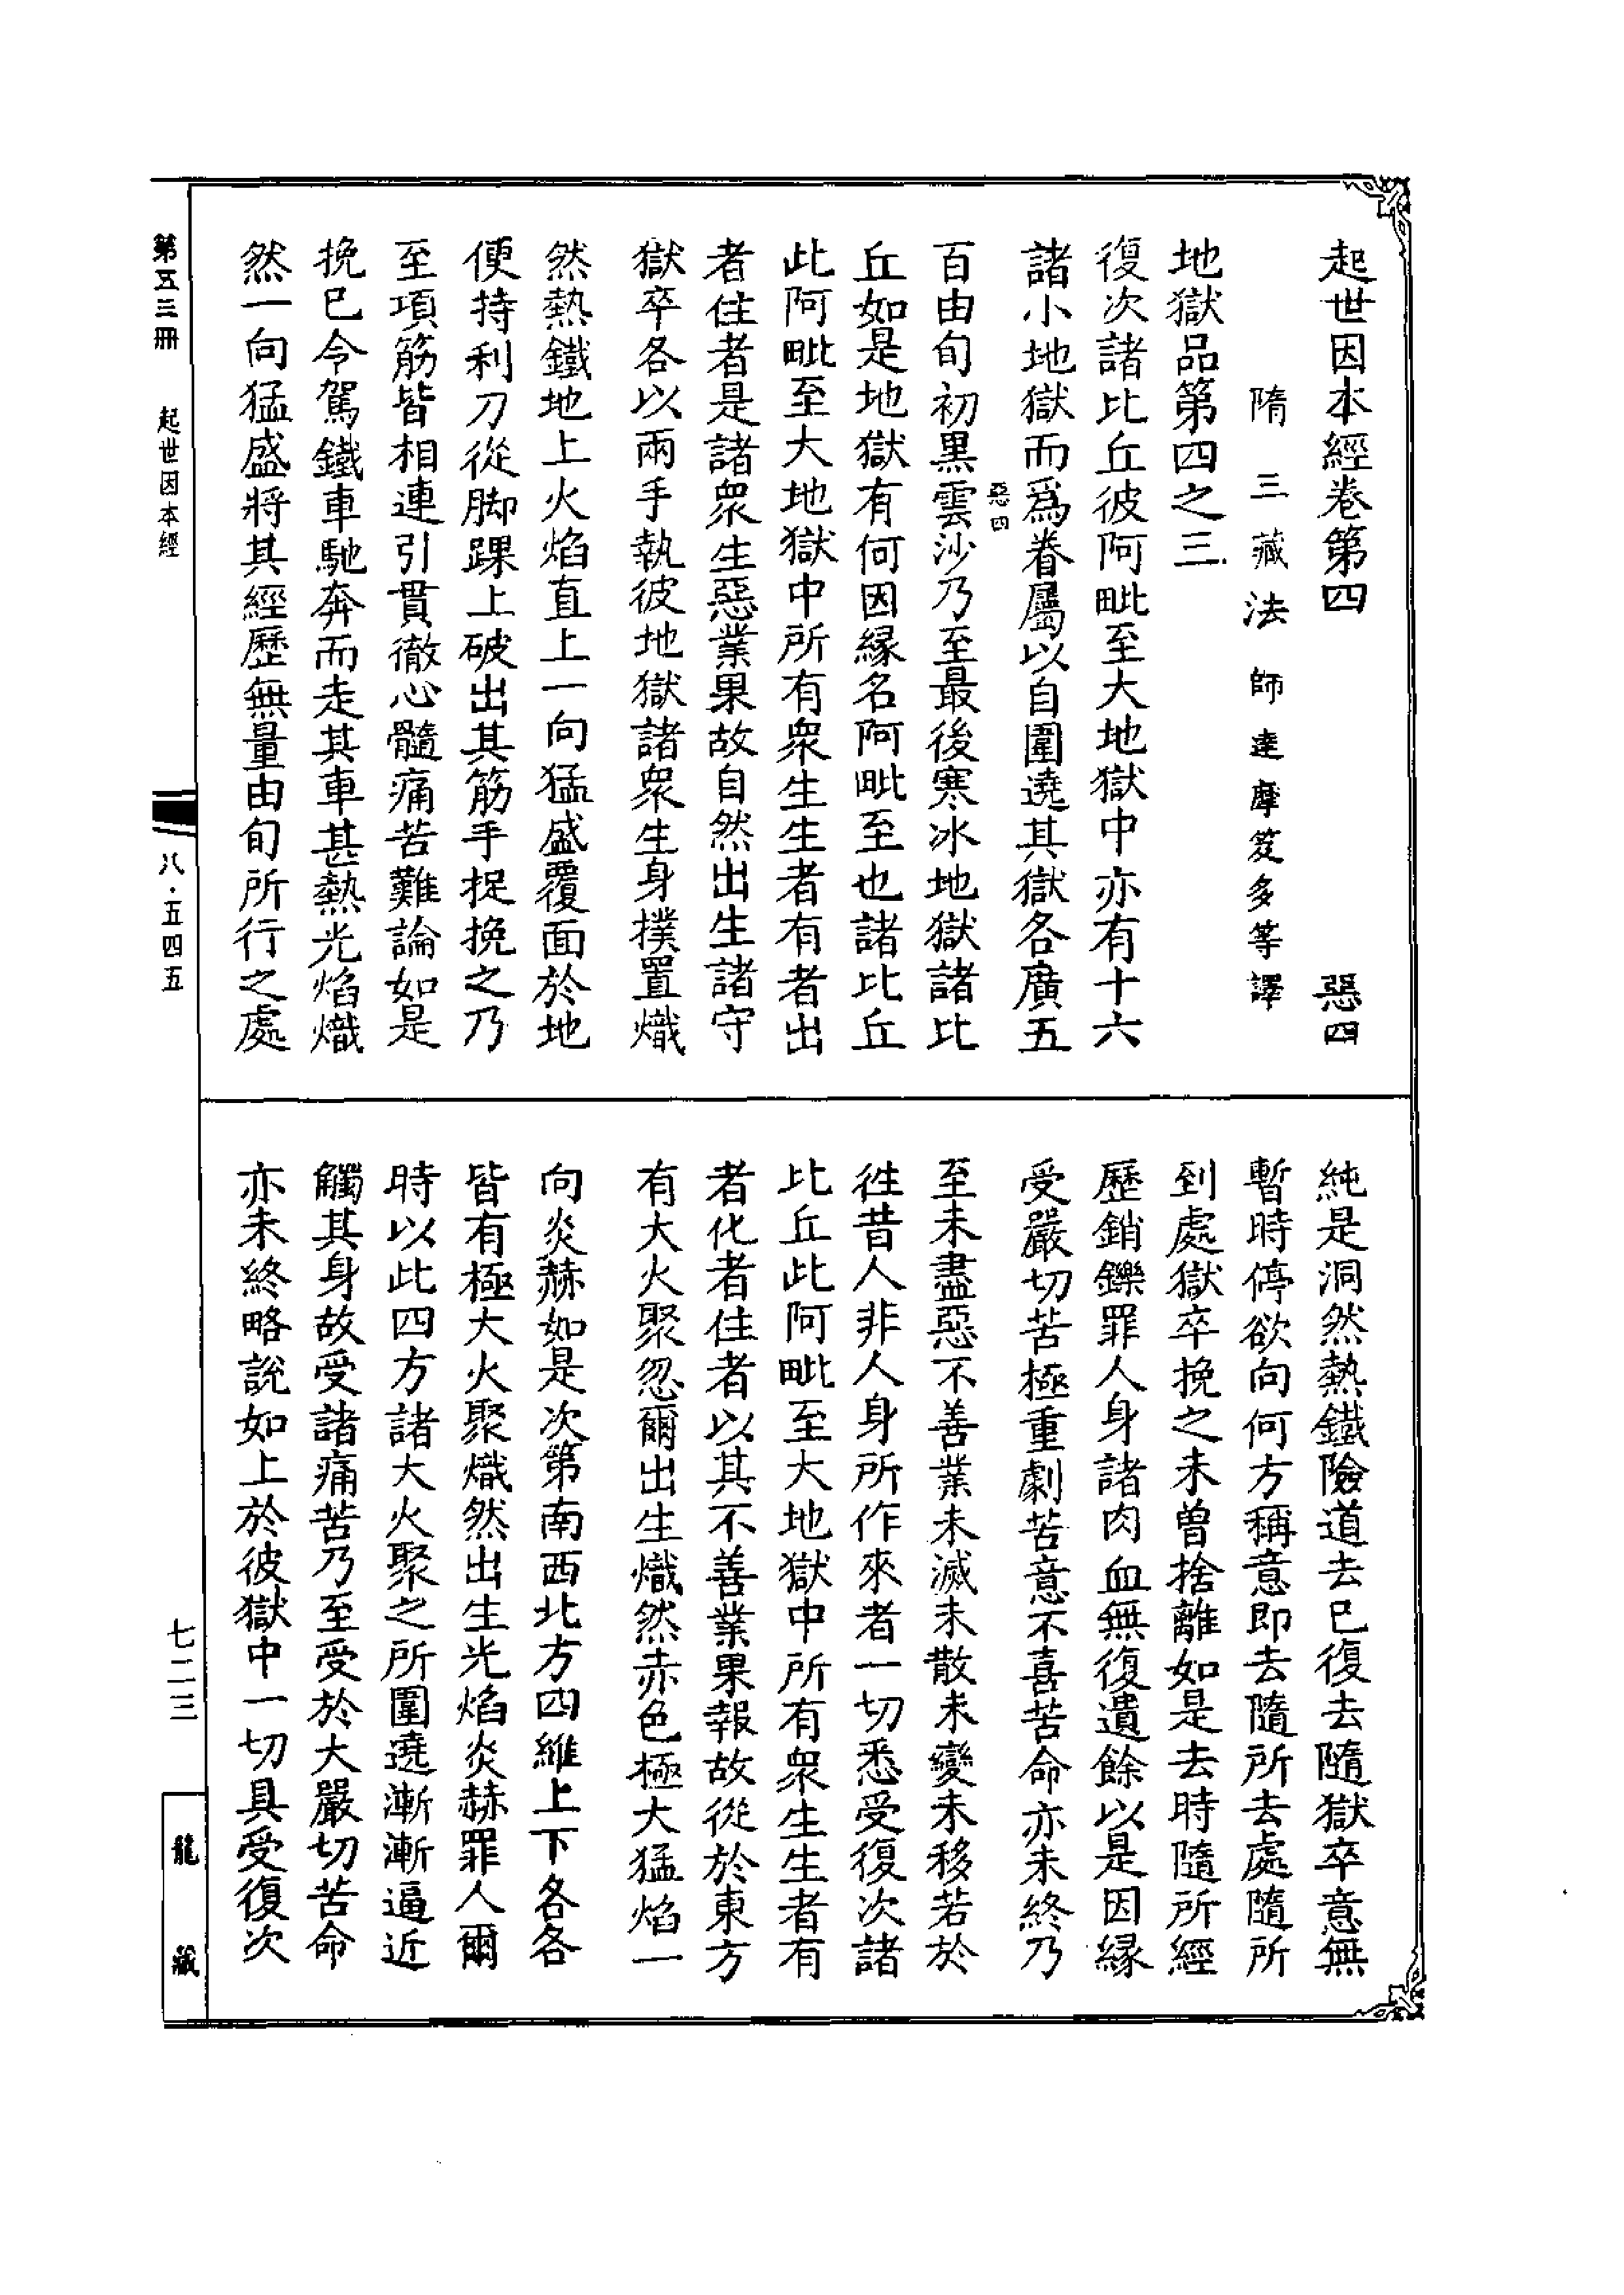 起世因本經卷第四　惡四
隋三藏法師達摩笈多等譯
地獄品第四之三
復次諸比丘彼阿毗至大地獄中亦有十六
諸小地獄而爲眷屬以自圍遶其獄各廣五
惡四
百由旬初黑雲沙乃至最後寒冰地獄諸比
丘如是地獄有何因緣名阿毗至也諸比丘
此阿毗至大地獄中所有衆生生者有者出
者住者是諸衆生惡業果故自然出生諸守
獄卒各以兩手執彼地獄諸衆生身撲置熾
然熱鐵地上火焰直上一向猛盛覆面於地
便持利刀從脚踝上破出其筋手捉挽之乃
至項筋皆相連引貫徹心髓痛苦難論如是
挽已令駕鐵車馳奔而走其車甚熱光焰熾
然一向猛盛將其經歷無量由旬所行之處
純是洞然熱鐵險道去已復去隨獄卒意無
暫時停欲向何方稱意即去隨所去處隨所
到處獄卒挽之未曾捨離如是去時隨所經
歷銷鑠罪人身諸肉血無復遺餘以是因緣
受嚴切苦極重劇苦意不喜苦命亦未終乃
至未盡惡不善業未滅未散未變未移若於
徃昔人非人身所作來者一切悉受復次諸
比丘此阿毗至大地獄中所有衆生生者有
者化者住者以其不善業果報故從於東方
有大火聚忽爾出生熾然赤色極大猛焰一
向炎赫如是次第南西北方四維上下各各
皆有極大火聚熾然出生光焰炎赫罪人爾
時以此四方諸大火聚之所圍遶漸漸逼近
觸其身故受諸痛苦乃至受於大嚴切苦命
亦未終略說如上於彼獄中一切具受復次
第五三冊　起世因本經
八·五四五
七二三
龍藏